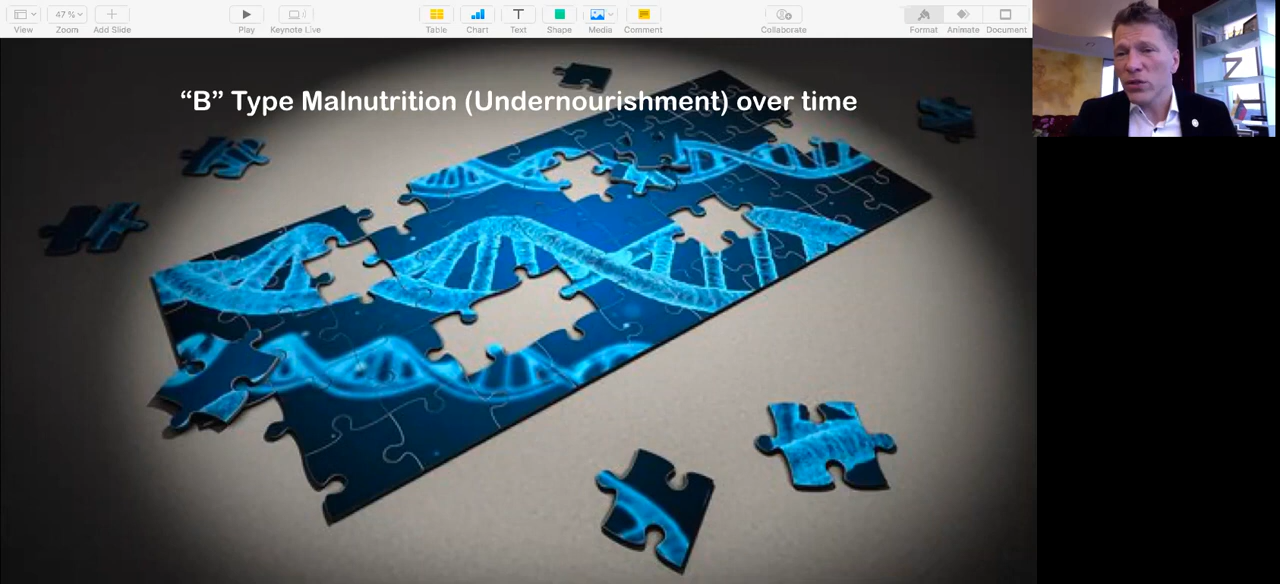 View
47 %
Zoom
Add Slide
Play
Keynote Live
Table
Chart
Text
Shape
Media
Comment
Collaborate
Format
Animate
Document
“B” Type Malnutrition (Undernourishment) over time